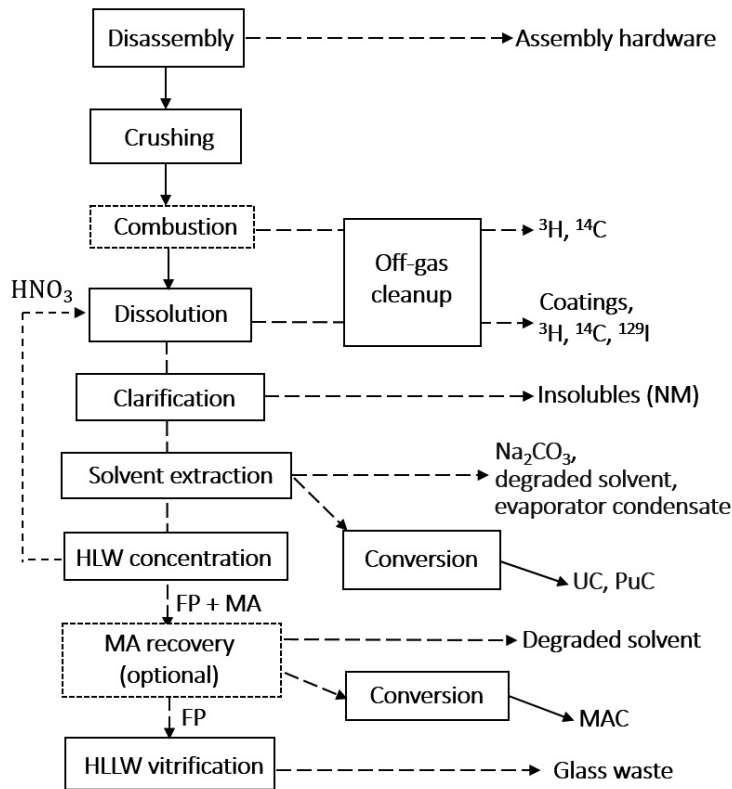 Disassembly
Assembly hardware
Crushing
Combustion
Off-gas
cleanup
³H, ¹⁴C
HNO₃
Dissolution
Coatings,
³H, ¹⁴C, ¹²⁹I
Clarification
Insolubles (NM)
Solvent extraction
Na₂CO₃,
degraded solvent,
evaporator condensate
HLW concentration
Conversion
UC, PuC
FP + MA
MA recovery
(optional)
Degraded solvent
Conversion
MAC
FP
HLLW vitrification
Glass waste